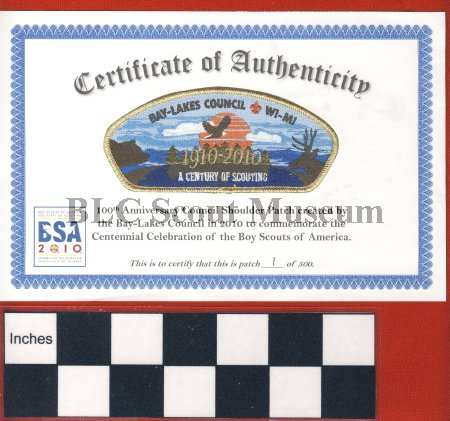 Certificate of Authenticity
BAY-LAKES COUNCIL WI-MI
1910-2010
A CENTURY OF SCOUTING
BLC Scout Museum
100th Anniversary Council Shoulder Patch created by
the Bay-Lakes Council in 2010 to commemorate the
Centennial Celebration of the Boy Scouts of America.
BSA
2010
This is to certify that this is patch 1 of 500.
Inches